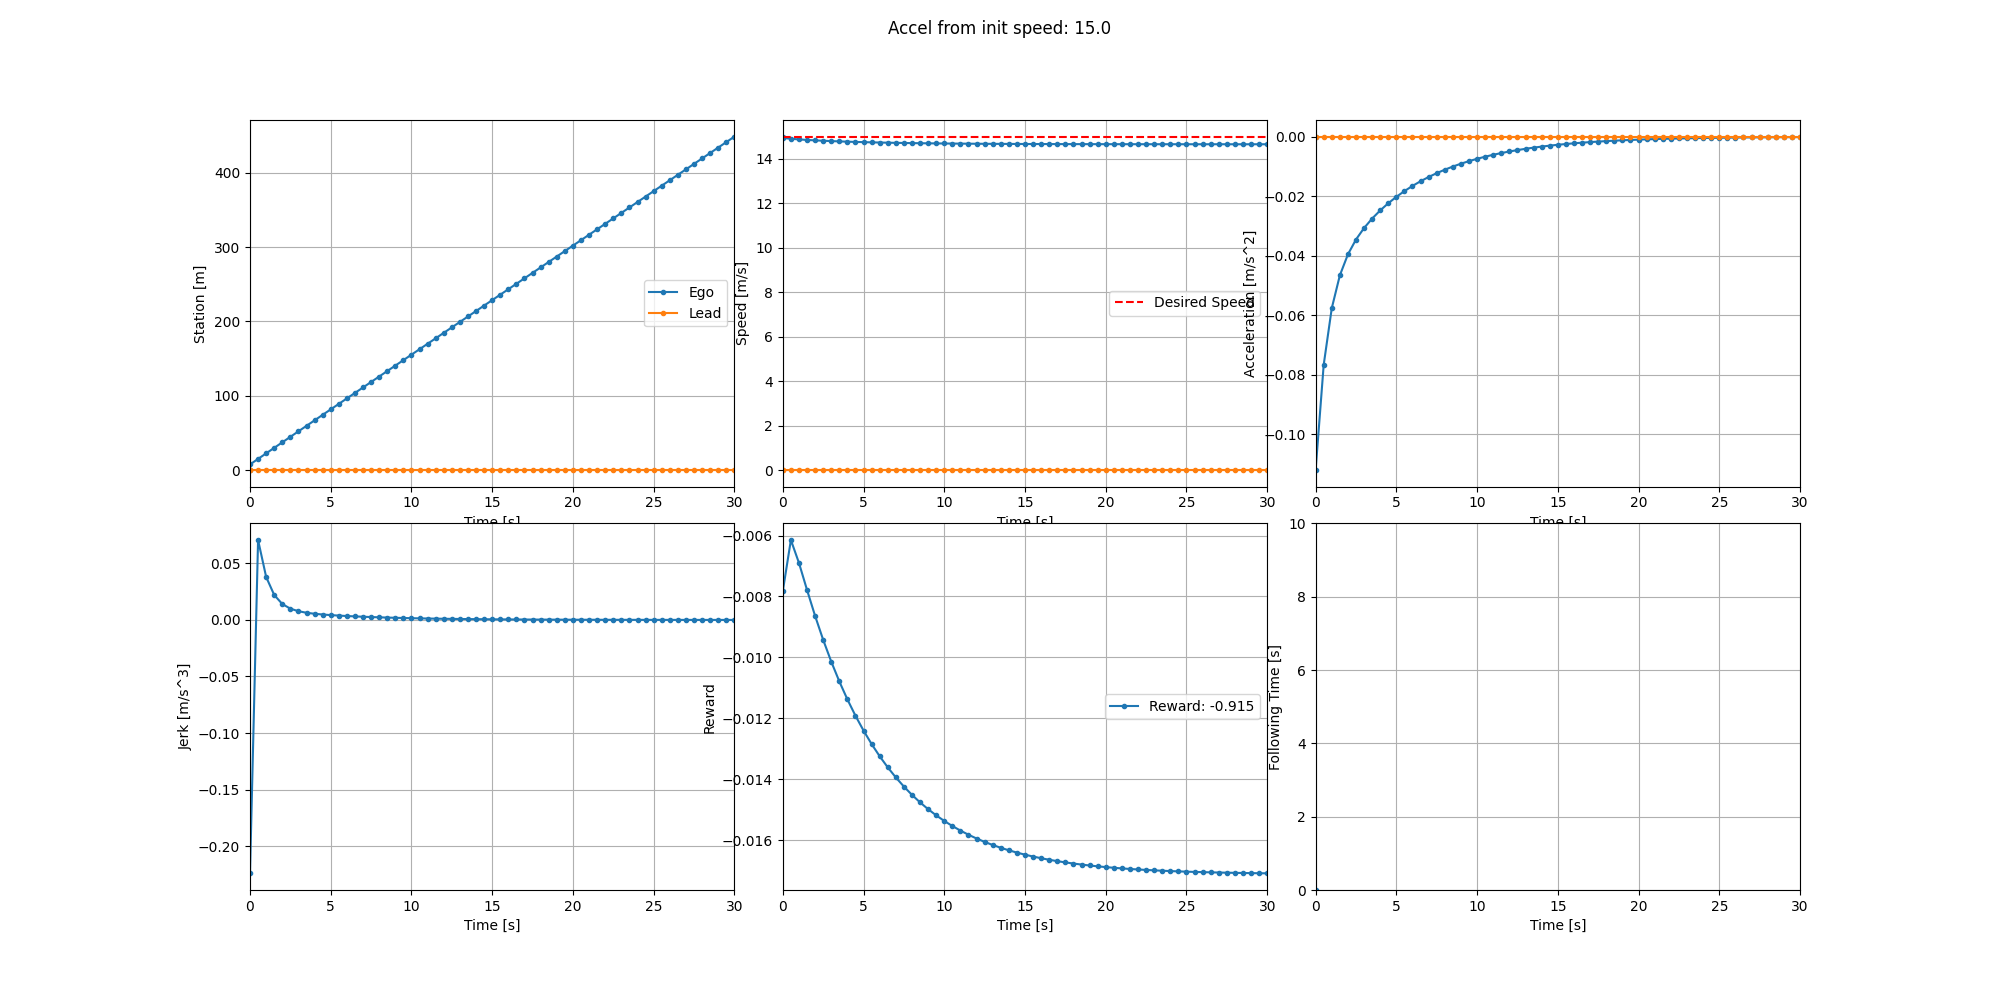 Accel from init speed: 15.0
Station [m]
400
300
200
100
0
Ego
Lead
0 5 10 15 20 25 30
Time [s]
Speed [m/s]
14
12
10
8
6
4
2
0
Desired Speed
0 5 10 15 20 25 30
Time [s]
Acceleration [m/s^2]
0.00
−0.02
−0.04
−0.06
−0.08
−0.10
0 5 10 15 20 25 30
Time [s]
Jerk [m/s^3]
0.05
0.00
−0.05
−0.10
−0.15
−0.20
0 5 10 15 20 25 30
Time [s]
Reward
−0.006
−0.008
−0.010
−0.012
−0.014
−0.016
Reward: -0.915
0 5 10 15 20 25 30
Time [s]
Following Time [s]
10
8
6
4
2
0
0 5 10 15 20 25 30
Time [s]